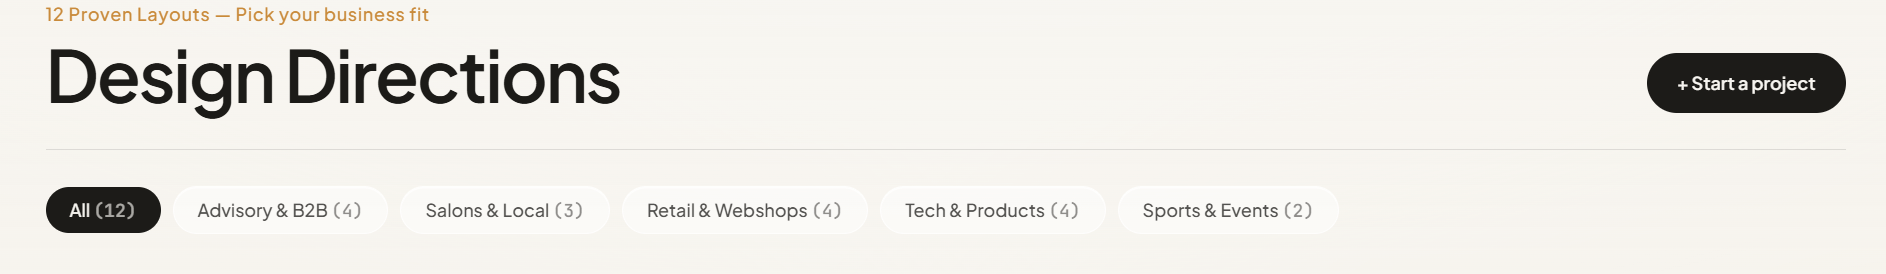 12 Proven Layouts — Pick your business fit
Design Directions
+ Start a project
All (12) Advisory & B2B (4) Salons & Local (3) Retail & Webshops (4) Tech & Products (4) Sports & Events (2)